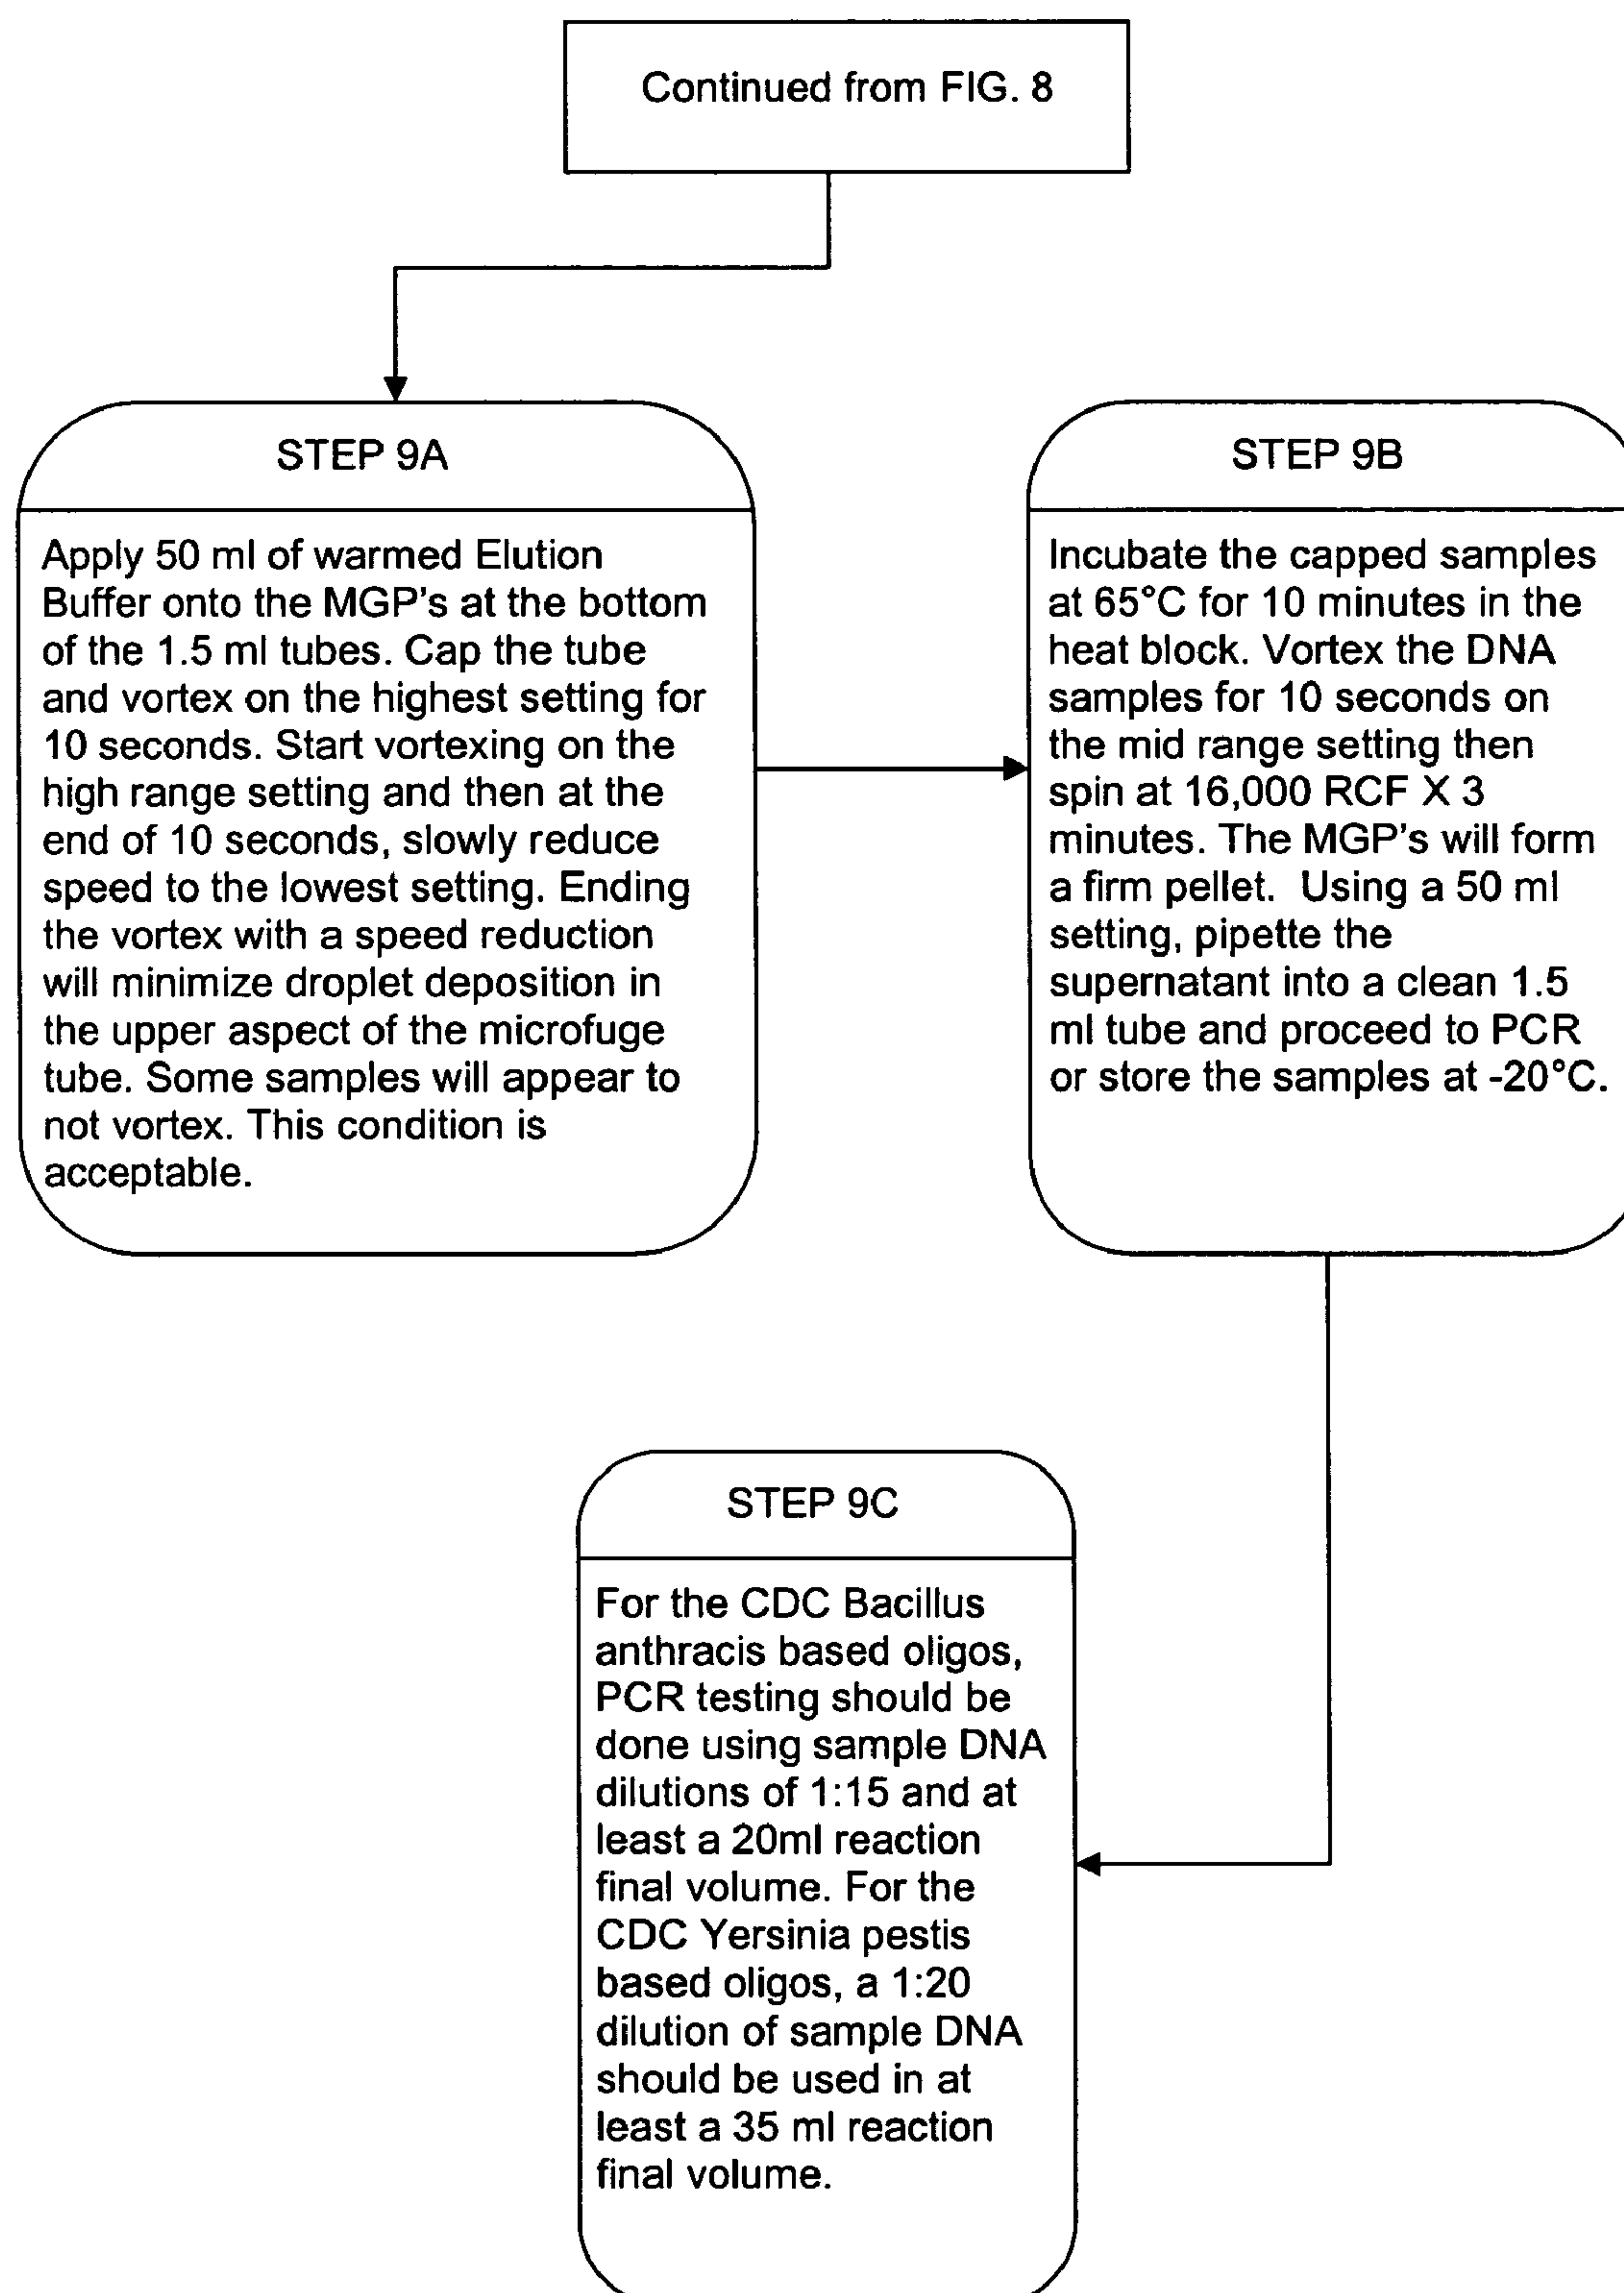 Continued from FIG. 8
STEP 9A
Apply 50 ml of warmed Elution
Buffer onto the MGP's at the bottom
of the 1.5 ml tubes. Cap the tube
and vortex on the highest setting for
10 seconds. Start vortexing on the
high range setting and then at the
end of 10 seconds, slowly reduce
speed to the lowest setting. Ending
the vortex with a speed reduction
will minimize droplet deposition in
the upper aspect of the microfuge
tube. Some samples will appear to
not vortex. This condition is
acceptable.
STEP 9B
Incubate the capped samples
at 65°C for 10 minutes in the
heat block. Vortex the DNA
samples for 10 seconds on
the mid range setting then
spin at 16,000 RCF X 3
minutes. The MGP's will form
a firm pellet. Using a 50 ml
setting, pipette the
supernatant into a clean 1.5
ml tube and proceed to PCR
or store the samples at -20°C.
STEP 9C
For the CDC Bacillus
anthracis based oligos,
PCR testing should be
done using sample DNA
dilutions of 1:15 and at
least a 20ml reaction
final volume. For the
CDC Yersinia pestis
based oligos, a 1:20
dilution of sample DNA
should be used in at
least a 35 ml reaction
final volume.